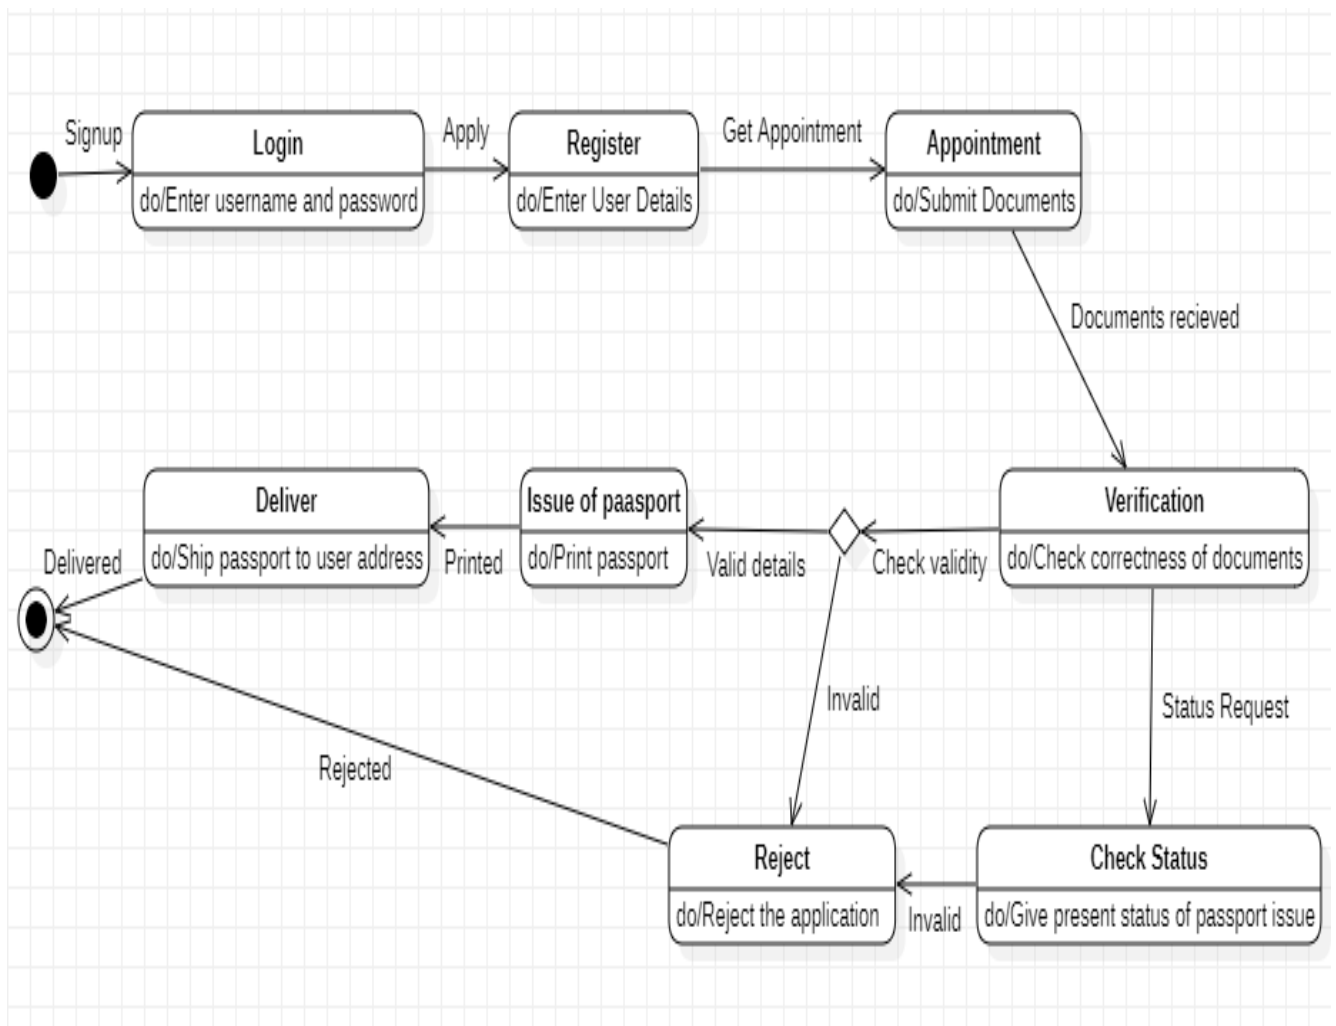 Signup
Login
do/Enter username and password
Apply
Register
do/Enter User Details
Get Appointment
Appointment
do/Submit Documents
Documents recieved
Verification
do/Check correctness of documents
Check validity
Valid details
Issue of paasport
do/Print passport
Printed
Deliver
do/Ship passport to user address
Delivered
Invalid
Status Request
Rejected
Reject
do/Reject the application
Invalid
Check Status
do/Give present status of passport issue